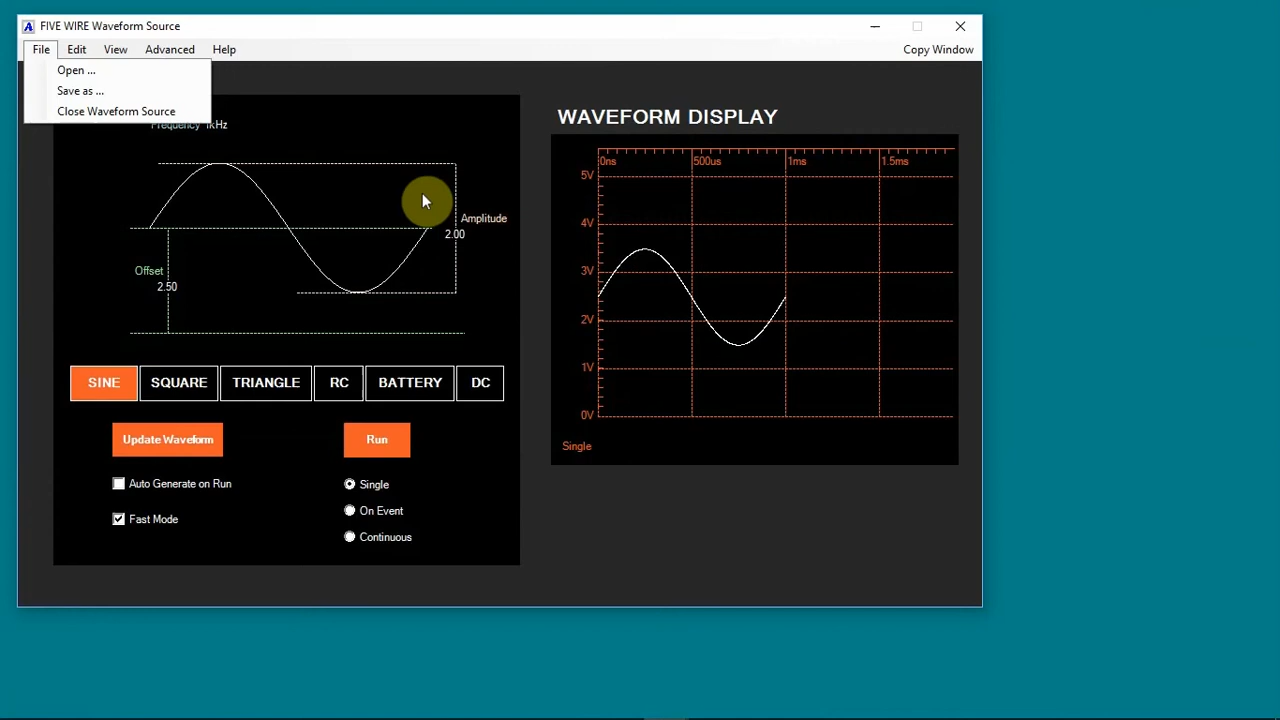 FIVE WIRE Waveform Source
File Edit View Advanced Help Copy Window
Open ...
Save as ...
Close Waveform Source
Frequency 1kHz
Amplitude
2.00
Offset
2.50
SINE SQUARE TRIANGLE RC BATTERY DC
Update Waveform Run
Auto Generate on Run
Fast Mode
Single
On Event
Continuous
WAVEFORM DISPLAY
0ns 500us 1ms 1.5ms
5V
4V
3V
2V
1V
0V
Single